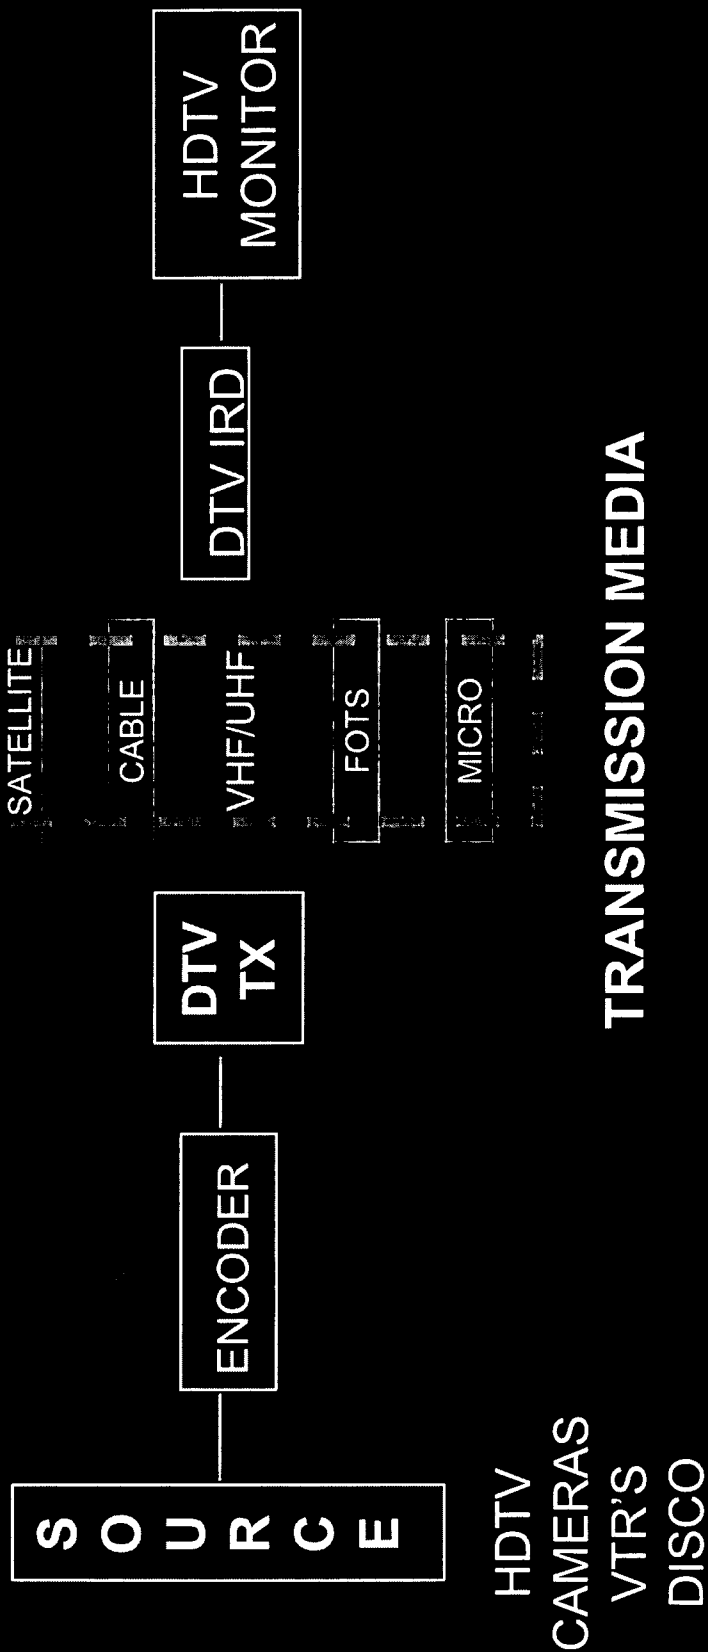 SOURCE
ENCODER
DTV
TX
SATELLITE
CABLE
VHF/UHF
FOTS
MICRO
DTV IRD
HDTV
MONITOR
HDTV
CAMERAS
VTR'S
DISCO
TRANSMISSION MEDIA